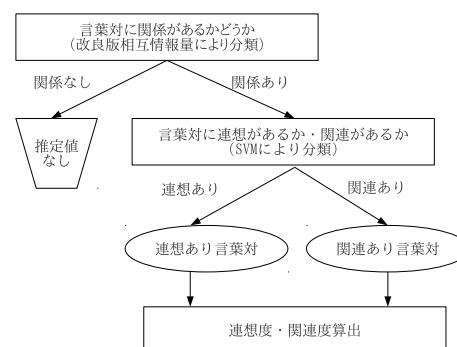 言葉対に関係があるかどうか
（改良版相互情報量により分類）
関係なし
関係あり
推定値
なし
言葉対に連想があるか・関連があるか
（SVMにより分類）
連想あり
関連あり
連想あり言葉対
関連あり言葉対
連想度・関連度算出